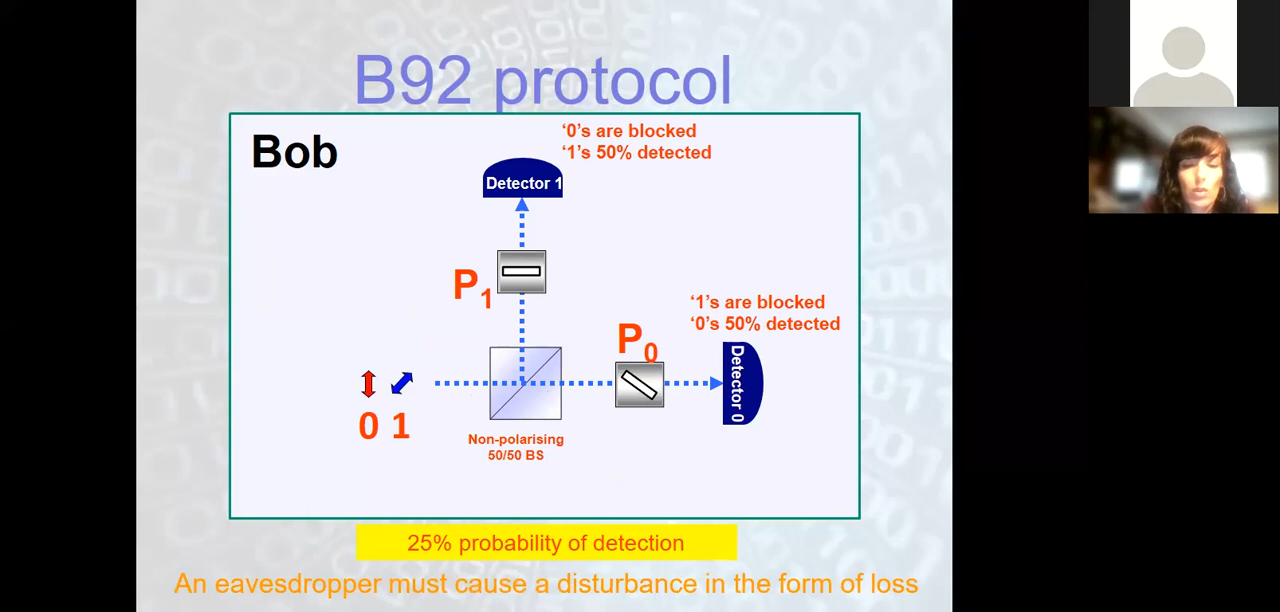 B92 protocol
Bob
‘0’s are blocked
‘1’s 50% detected
Detector 1
P1
‘1’s are blocked
‘0’s 50% detected
P0
Detector 0
0 1
Non-polarising
50/50 BS
25% probability of detection
An eavesdropper must cause a disturbance in the form of loss